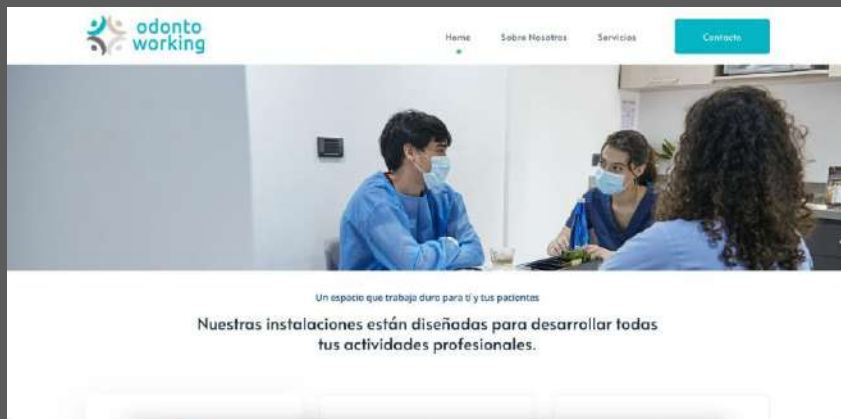 odonto
working
Home Sobre Nosotros Servicios Contacto
Un espacio que trabaja duro para tí y tus pacientes
Nuestras instalaciones están diseñadas para desarrollar todas
tus actividades profesionales.